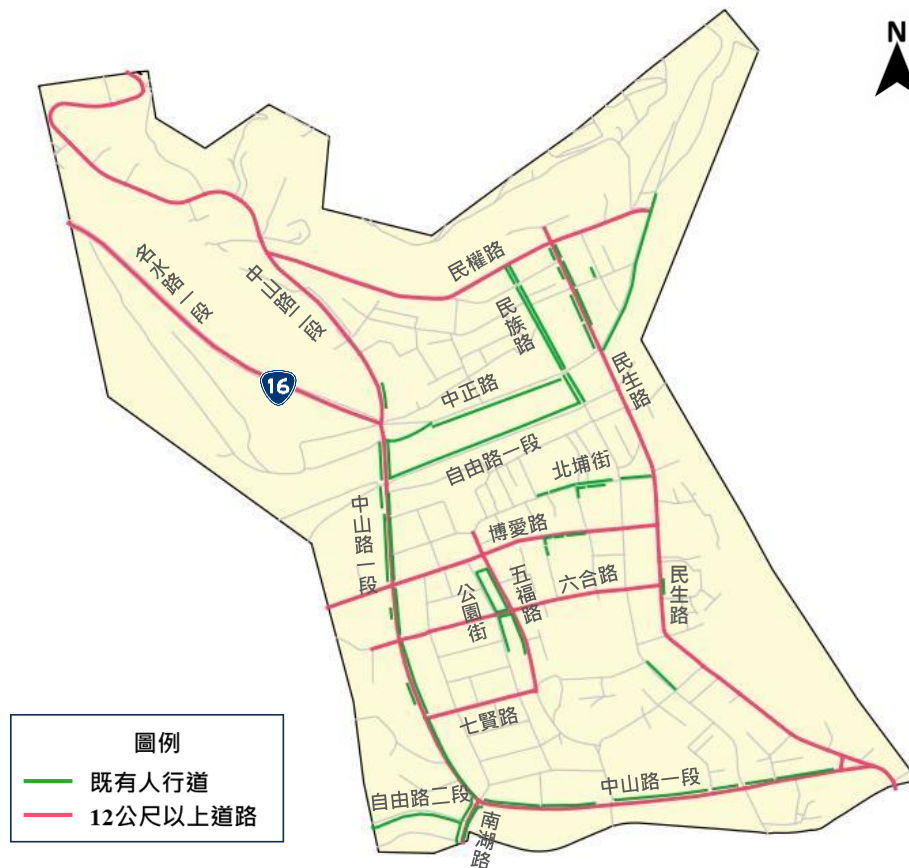 N
民權路
名水路一段
中山路二段
民族路
16
民生路
中正路
自由路一段
北埔街
中山路一段
博愛路
五福路
六合路
民生路
公園街
七賢路
圖例
既有人行道
12公尺以上道路
自由路二段
中山路一段
南湖路